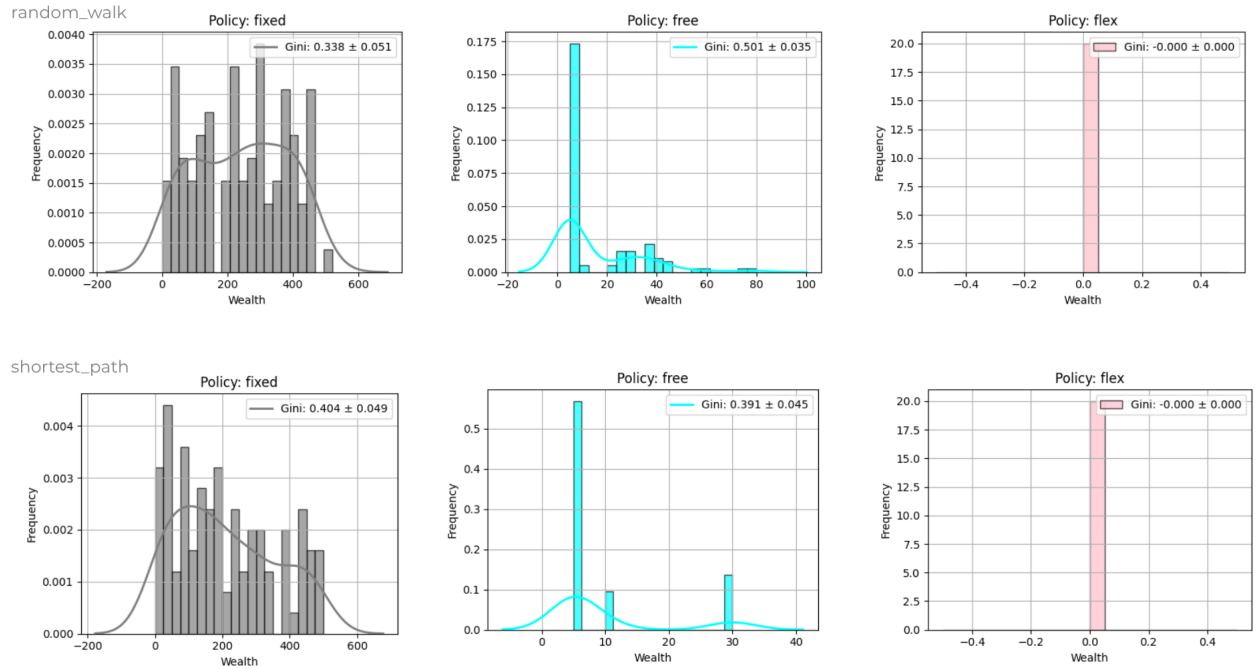 random_walk
Policy: fixed
Gini: 0.338 ± 0.051
0.0040
0.0035
0.0030
0.0025
0.0020
0.0015
0.0010
0.0005
0.0000
Frequency
−200 0 200 400 600
Wealth
Policy: free
Gini: 0.501 ± 0.035
0.175
0.150
0.125
0.100
0.075
0.050
0.025
0.000
Frequency
−20 0 20 40 60 80 100
Wealth
Policy: flex
Gini: -0.000 ± 0.000
20.0
17.5
15.0
12.5
10.0
7.5
5.0
2.5
0.0
Frequency
−0.4 −0.2 0.0 0.2 0.4
Wealth
shortest_path
Policy: fixed
Gini: 0.404 ± 0.049
0.004
0.003
0.002
0.001
0.000
Frequency
−200 0 200 400 600
Wealth
Policy: free
Gini: 0.391 ± 0.045
0.5
0.4
0.3
0.2
0.1
0.0
Frequency
0 10 20 30 40
Wealth
Policy: flex
Gini: -0.000 ± 0.000
20.0
17.5
15.0
12.5
10.0
7.5
5.0
2.5
0.0
Frequency
−0.4 −0.2 0.0 0.2 0.4
Wealth